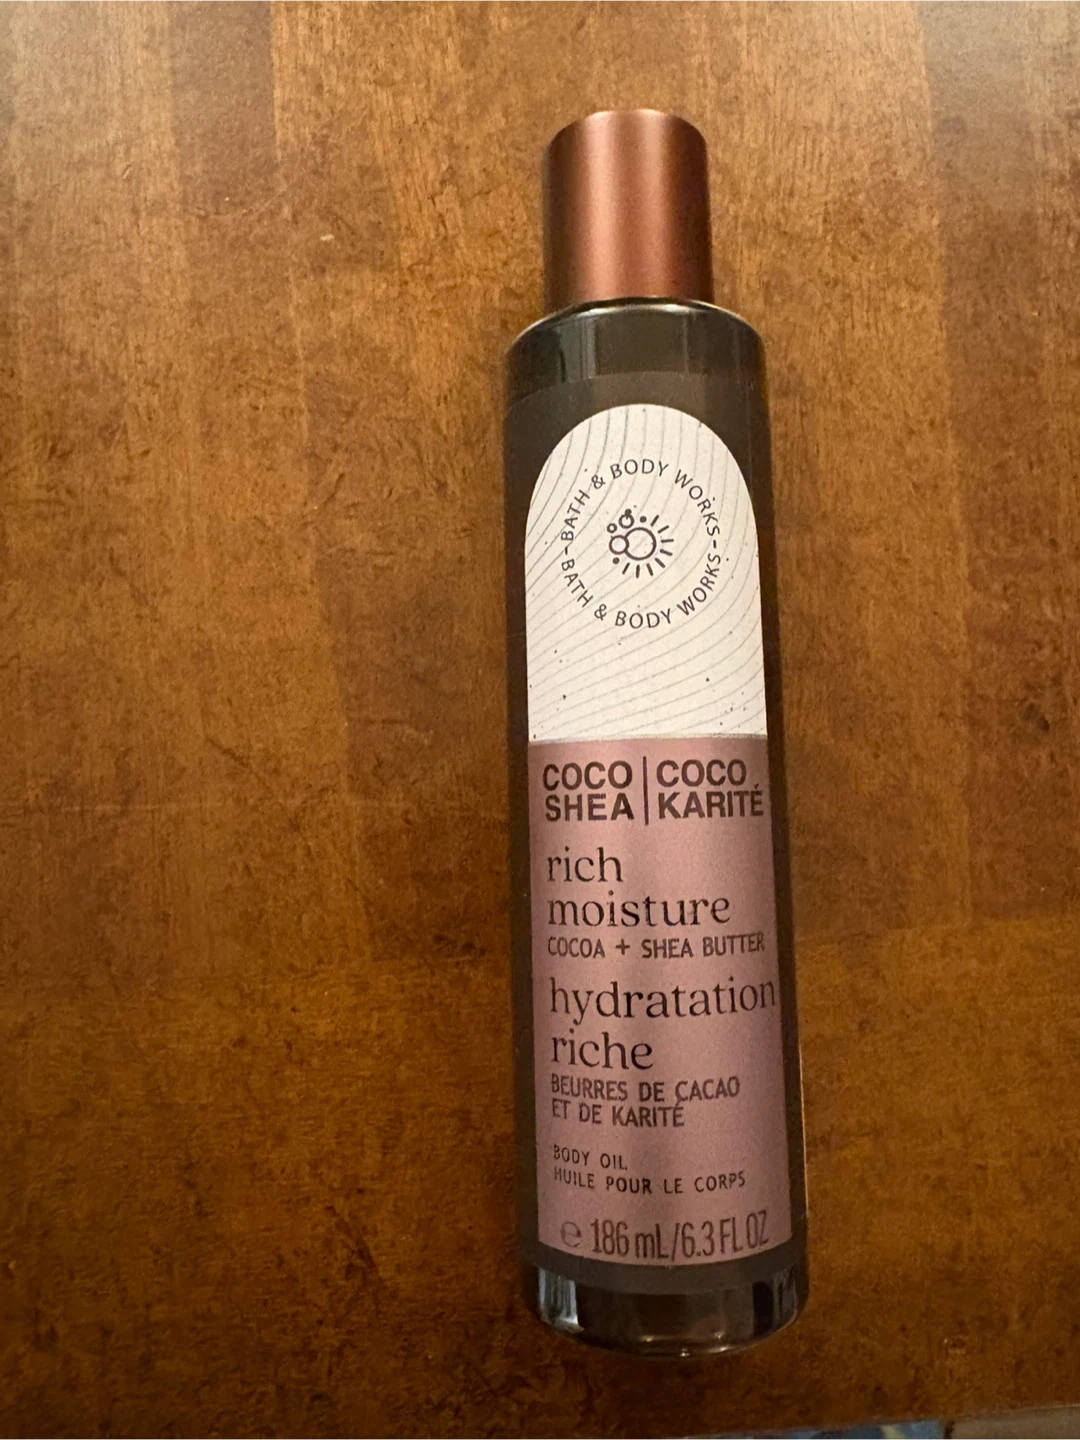 BATH & BODY WORKS
BATH & BODY WORKS
COCO SHEA | COCO KARITÉ
rich
moisture
COCOA + SHEA BUTTER
hydratation
riche
BEURRES DE CACAO
ET DE KARITÉ
BODY OIL
HUILE POUR LE CORPS
℮ 186 mL/6.3 FL OZ